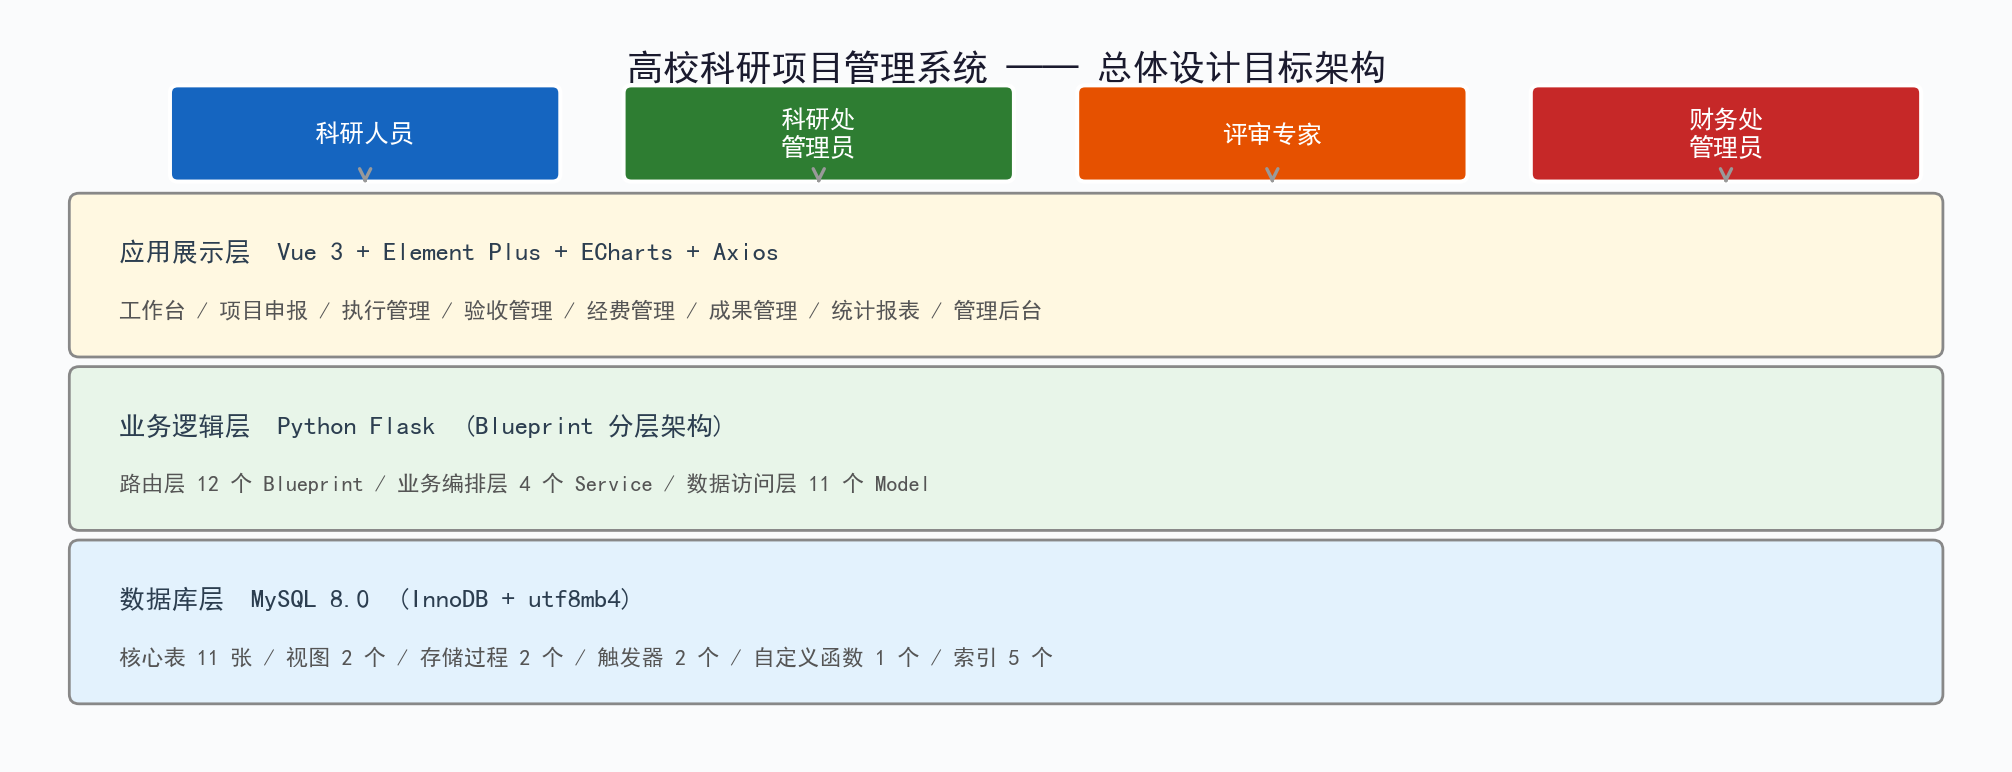 高校科研项目管理系统 —— 总体设计目标架构
科研人员
科研处
管理员
评审专家
财务处
管理员
应用展示层  Vue 3 + Element Plus + ECharts + Axios
工作台 / 项目申报 / 执行管理 / 验收管理 / 经费管理 / 成果管理 / 统计报表 / 管理后台
业务逻辑层  Python Flask （Blueprint 分层架构）
路由层 12 个 Blueprint / 业务编排层 4 个 Service / 数据访问层 11 个 Model
数据库层  MySQL 8.0 （InnoDB + utf8mb4）
核心表 11 张 / 视图 2 个 / 存储过程 2 个 / 触发器 2 个 / 自定义函数 1 个 / 索引 5 个